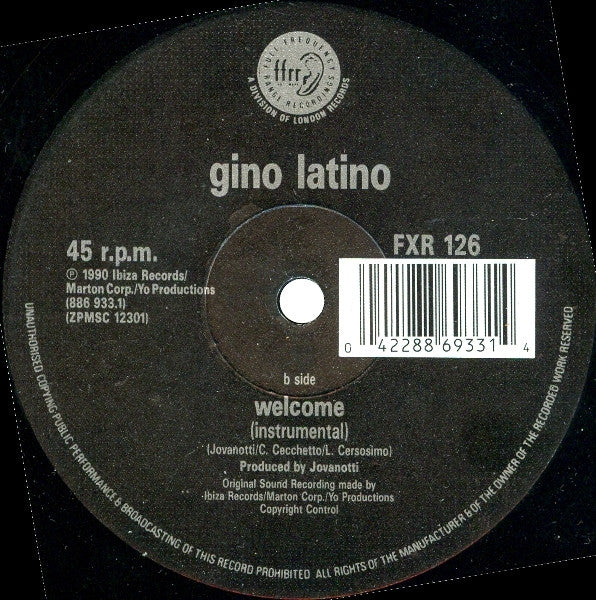 FULL FREQUENCY
ffrr
RANGE RECORDINGS
A DIVISION OF LONDON RECORDS
gino latino
45 r.p.m.
FXR 126
℗ 1990 Ibiza Records/
Marton Corp./Yo Productions
(886 933.1)
(ZPMSC 12301)
0 42288 69331 4
b side
welcome
(instrumental)
(Jovanotti/C. Cecchetto/L. Cersosimo)
Produced by Jovanotti
Original Sound Recording made by
Ibiza Records/Marton Corp./Yo Productions
Copyright Control
UNAUTHORISED COPYING PUBLIC PERFORMANCE & BROADCASTING OF THIS RECORD PROHIBITED ALL RIGHTS OF THE MANUFACTURER & OF THE OWNER OF THE RECORDED WORK RESERVED